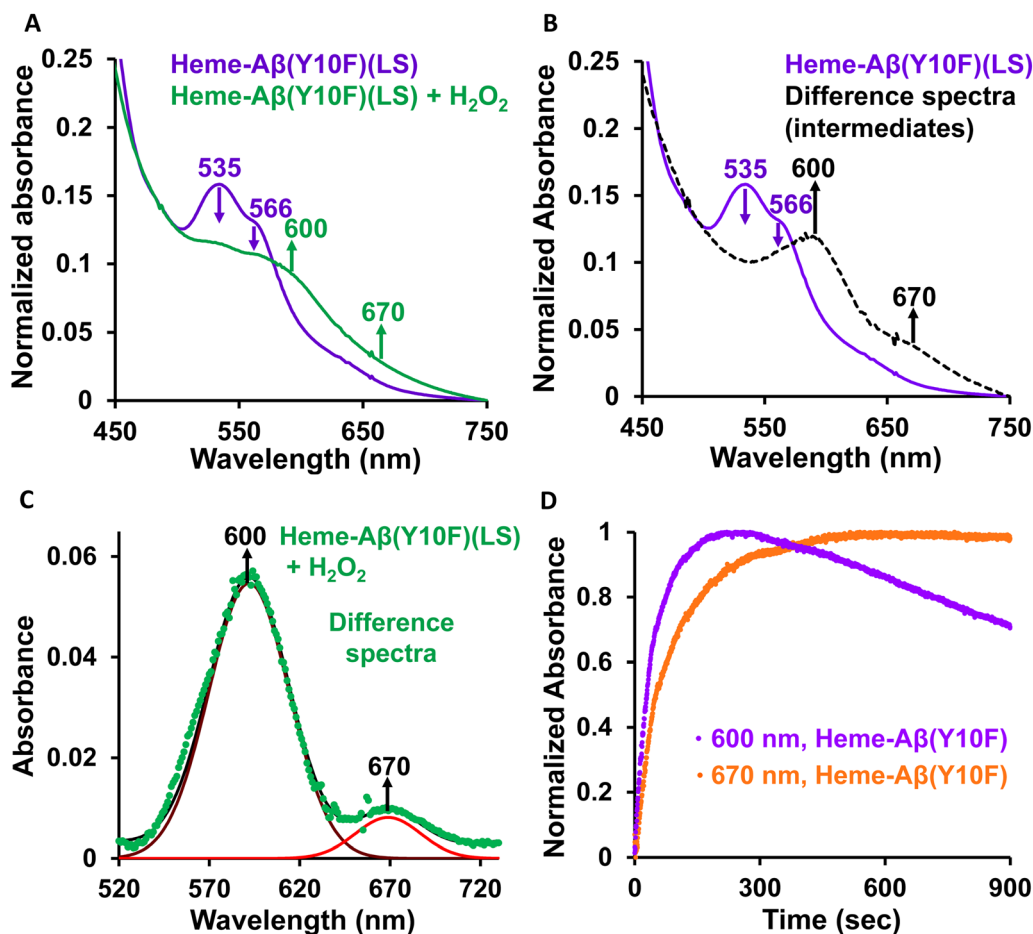 A
Heme-Aβ(Y10F)(LS)
Heme-Aβ(Y10F)(LS) + H₂O₂
535
566
600
670
0.25
0.2
0.15
0.1
0.05
0
450
550
650
750
Normalized absorbance
Wavelength (nm)
B
Heme-Aβ(Y10F)(LS)
Difference spectra
(intermediates)
535
566
600
670
0.25
0.2
0.15
0.1
0.05
0
450
550
650
750
Normalized Absorbance
Wavelength (nm)
C
600
Heme-Aβ(Y10F)(LS)
+ H₂O₂
Difference
spectra
670
0.06
0.04
0.02
0
520
570
620
670
720
Absorbance
Wavelength (nm)
D
1
0.8
0.6
0.4
0.2
0
600 nm, Heme-Aβ(Y10F)
670 nm, Heme-Aβ(Y10F)
0
300
600
900
Normalized Absorbance
Time (sec)